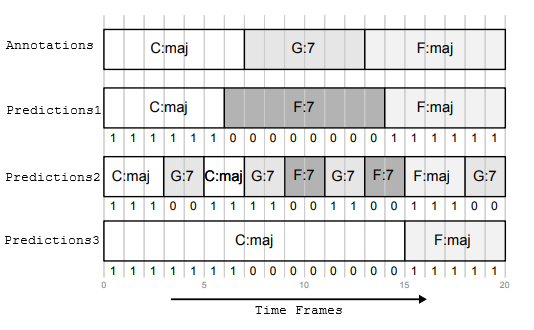 Annotations C:maj G:7 F:maj
Predictions1 C:maj F:7 F:maj
1 1 1 1 1 1 0 0 0 0 0 0 0 0 1 1 1 1 1 1
Predictions2 C:maj G:7 C:maj G:7 F:7 G:7 F:7 F:maj G:7
1 1 1 0 0 1 1 1 1 0 0 1 1 0 0 1 1 1 0 0
Predictions3 C:maj F:maj
1 1 1 1 1 1 1 0 0 0 0 0 0 0 0 1 1 1 1 1
0 5 10 15 20
Time Frames